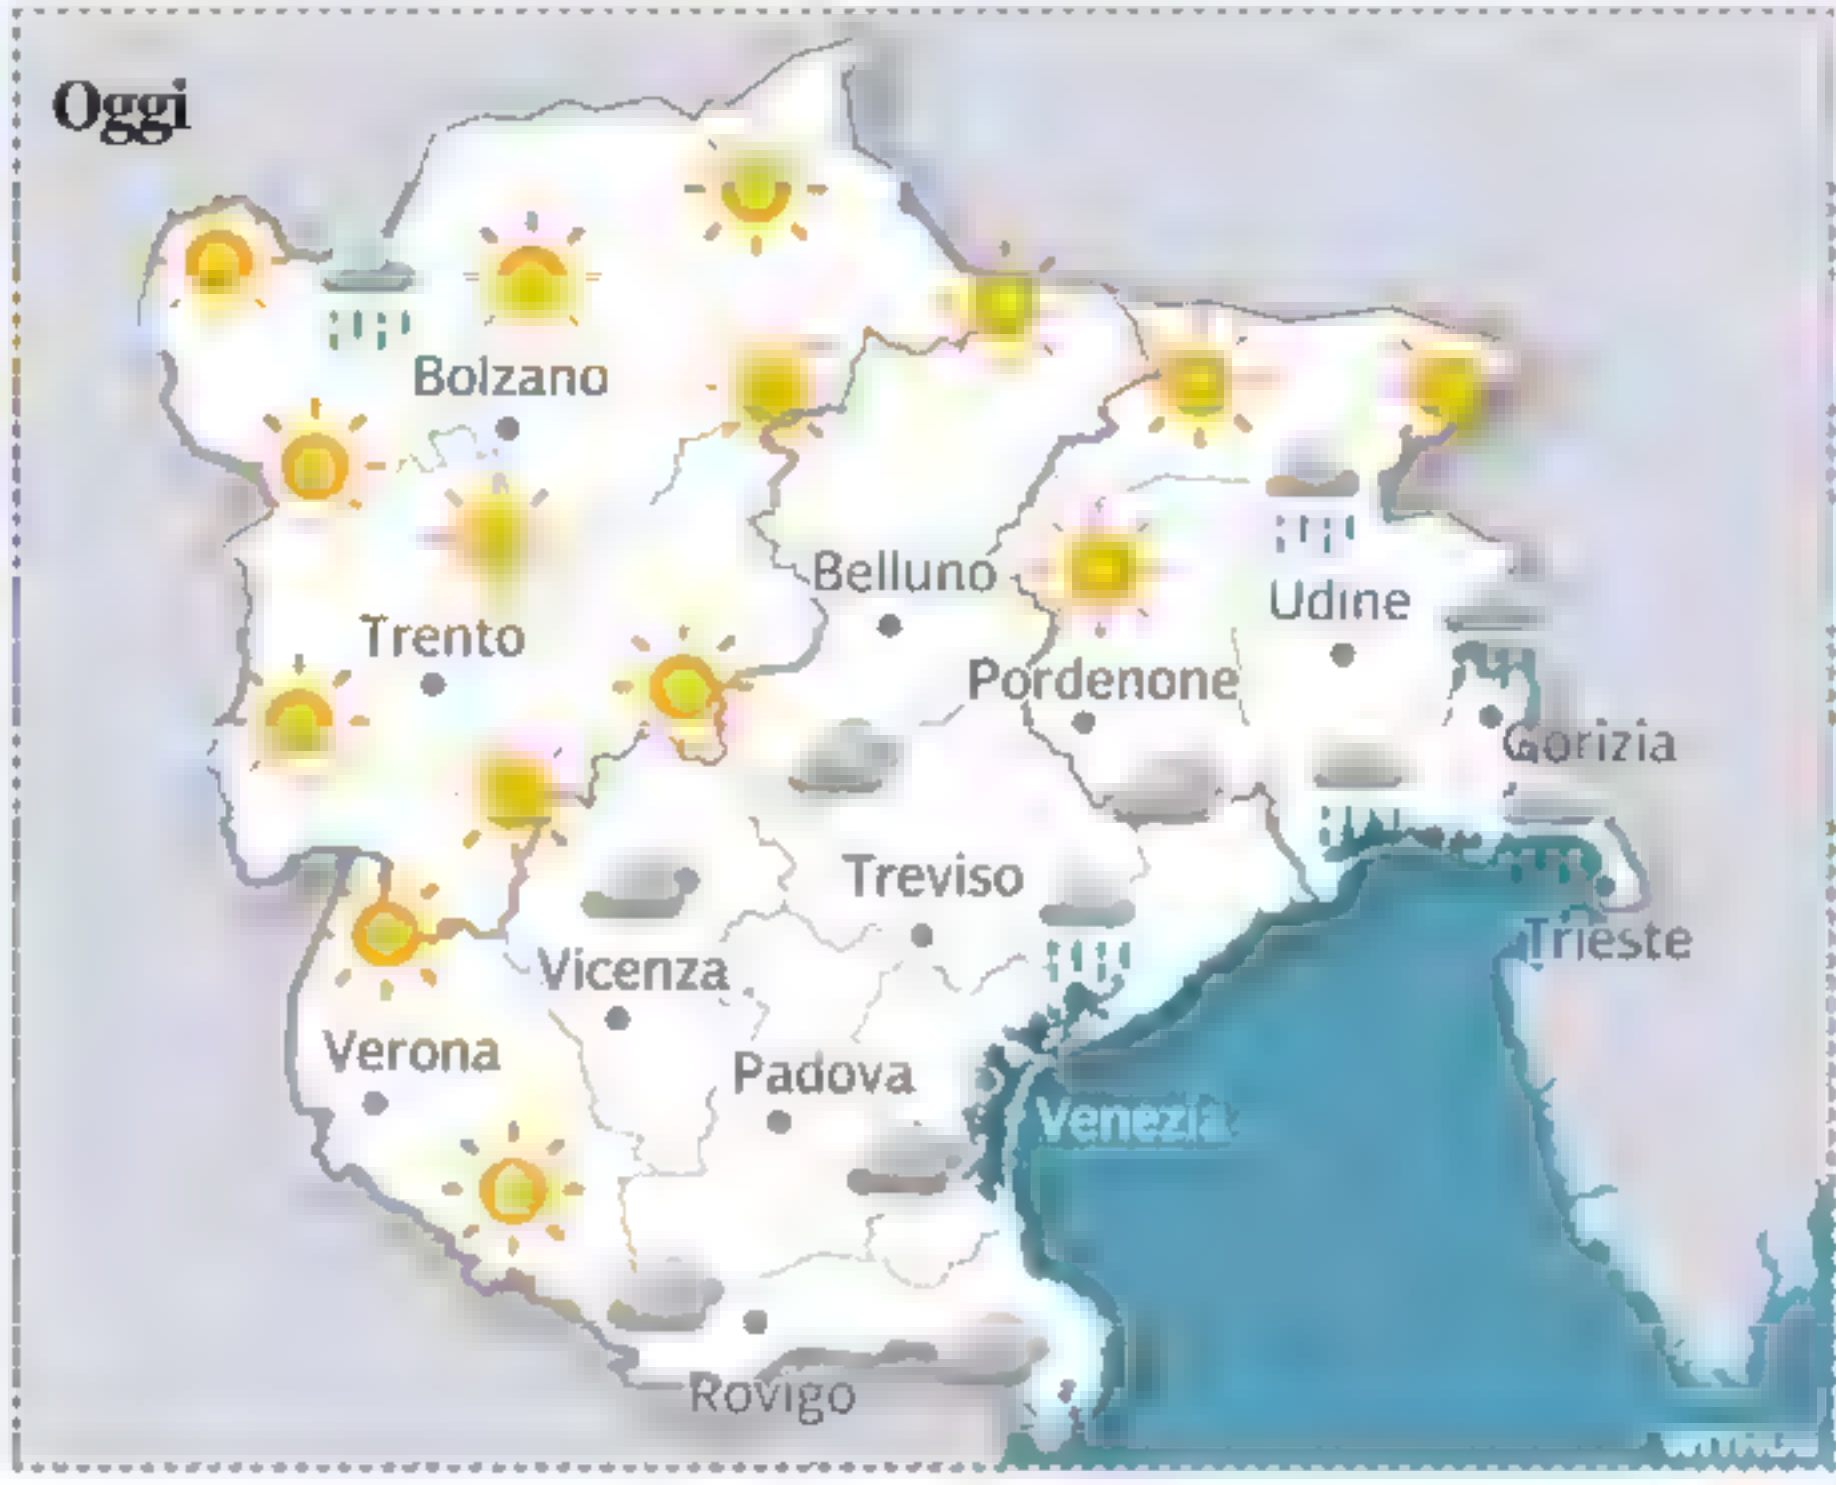 Oggi
Bolzano
Belluno
Udine
Trento
Pordenone
Gorizia
Treviso
Trieste
Vicenza
Verona
Padova
Venezia
Rovigo